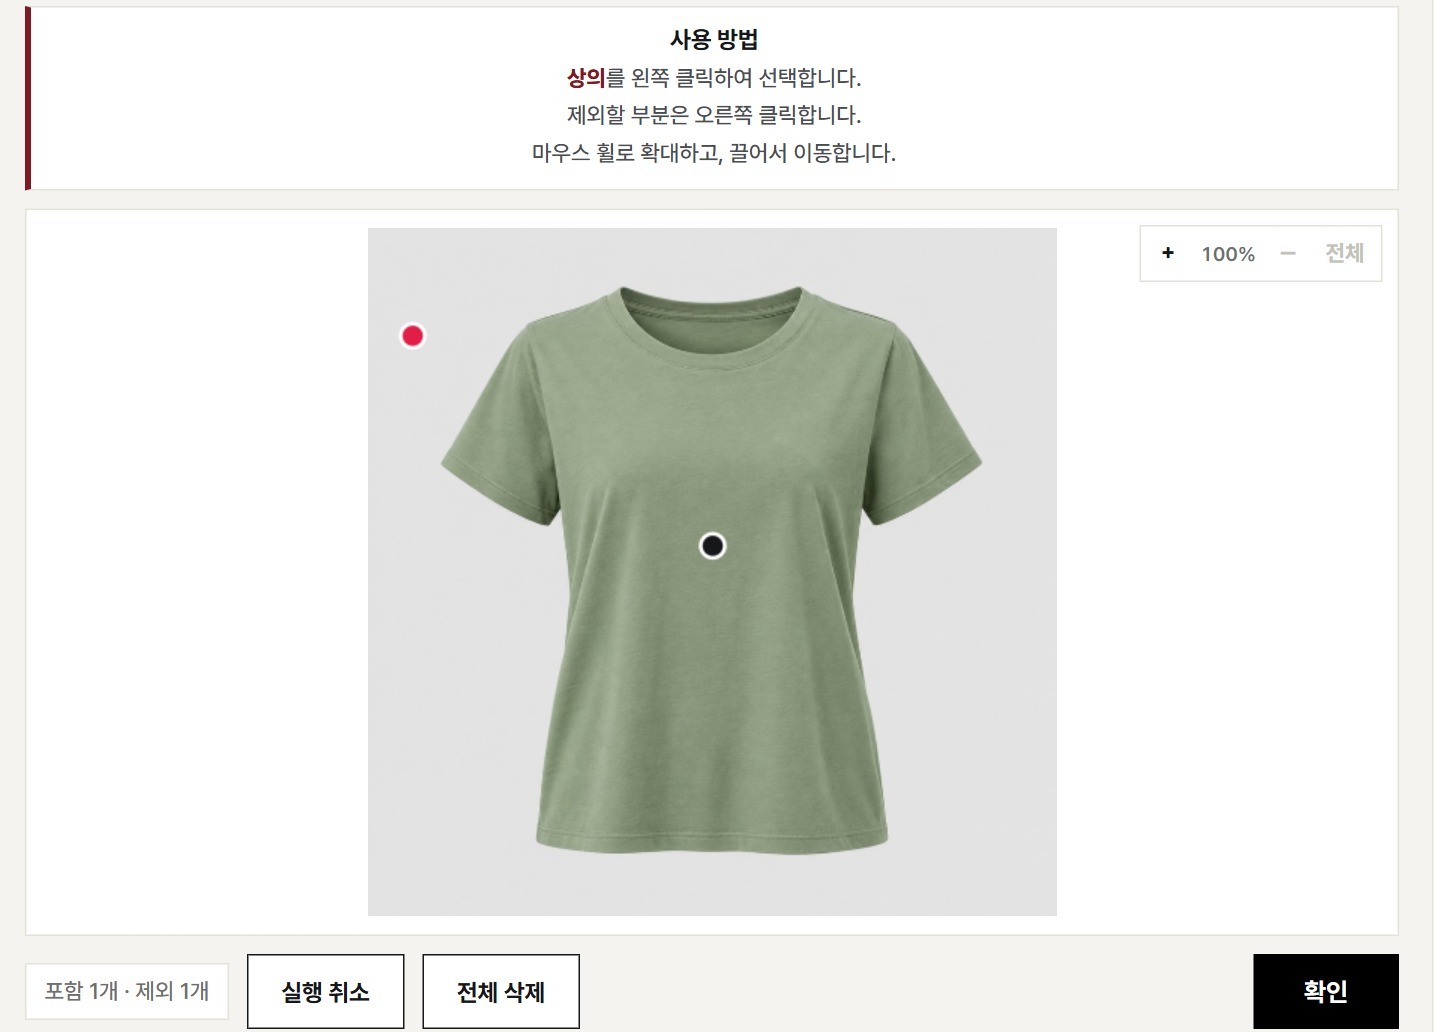 사용 방법
상의를 왼쪽 클릭하여 선택합니다.
제외할 부분은 오른쪽 클릭합니다.
마우스 휠로 확대하고, 끌어서 이동합니다.
+ 100% − 전체
포함 1개 · 제외 1개
실행 취소
전체 삭제
확인